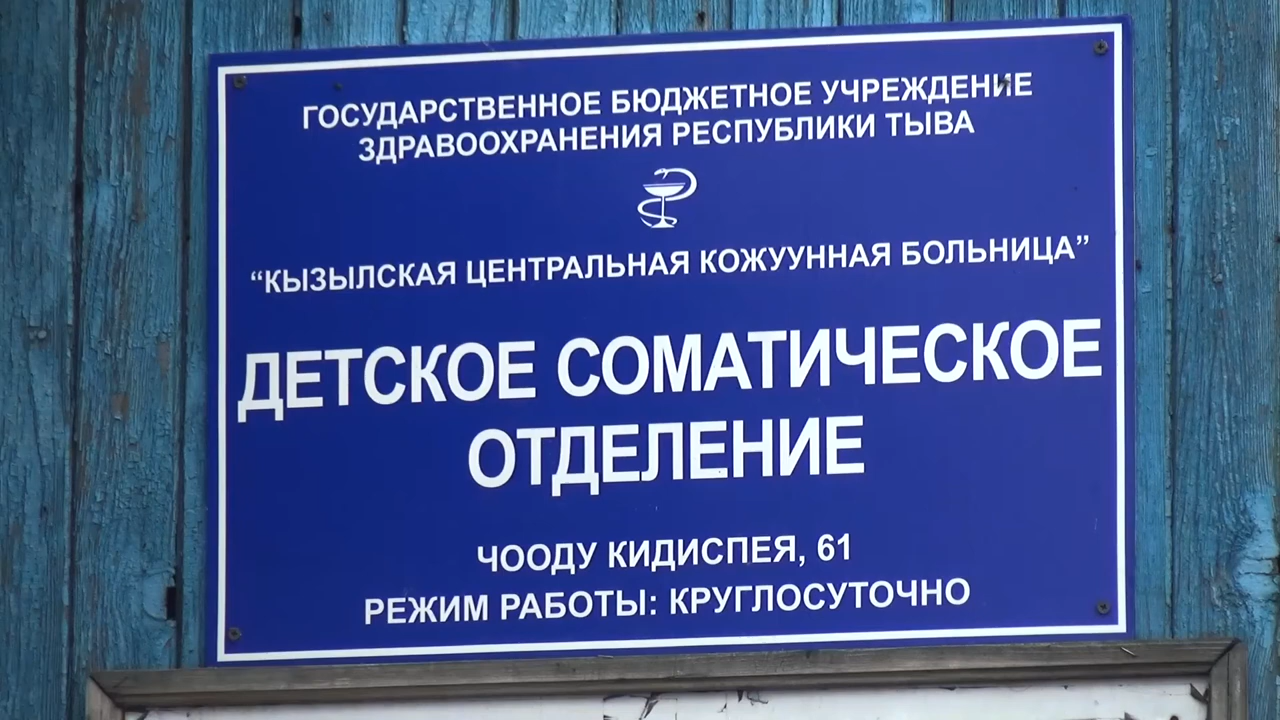 ГОСУДАРСТВЕННОЕ БЮДЖЕТНОЕ УЧРЕЖДЕНИЕ
ЗДРАВООХРАНЕНИЯ РЕСПУБЛИКИ ТЫВА
“КЫЗЫЛСКАЯ ЦЕНТРАЛЬНАЯ КОЖУУННАЯ БОЛЬНИЦА”
ДЕТСКОЕ СОМАТИЧЕСКОЕ
ОТДЕЛЕНИЕ
ЧООДУ КИДИСПЕЯ, 61
РЕЖИМ РАБОТЫ: КРУГЛОСУТОЧНО